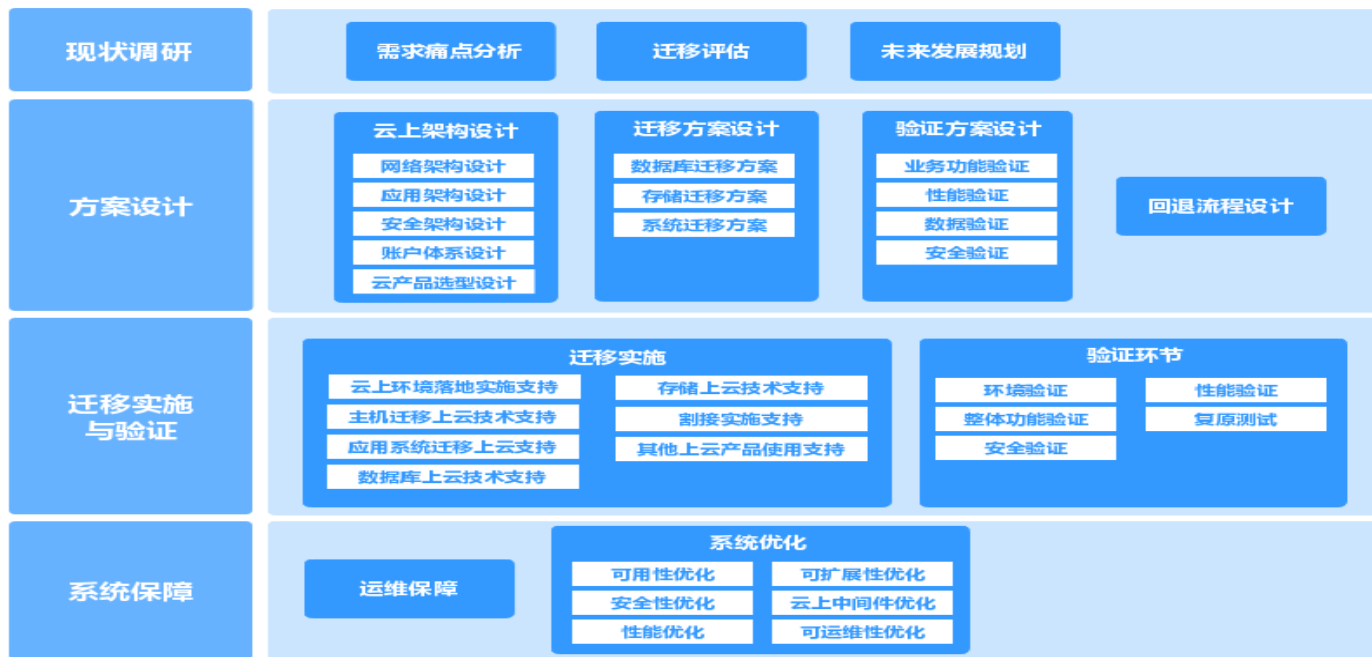 现状调研
需求痛点分析
迁移评估
未来发展规划
方案设计
云上架构设计
网络架构设计
应用架构设计
安全架构设计
账户体系设计
云产品选型设计
迁移方案设计
数据库迁移方案
存储迁移方案
系统迁移方案
验证方案设计
业务功能验证
性能验证
数据验证
安全验证
回退流程设计
迁移实施
与验证
迁移实施
云上环境落地实施支持
主机迁移上云技术支持
应用系统迁移上云支持
数据库上云技术支持
存储上云技术支持
割接实施支持
其他上云产品使用支持
验证环节
环境验证
整体功能验证
安全验证
性能验证
复原测试
系统保障
运维保障
系统优化
可用性优化
安全性优化
性能优化
可扩展性优化
云上中间件优化
可运维性优化